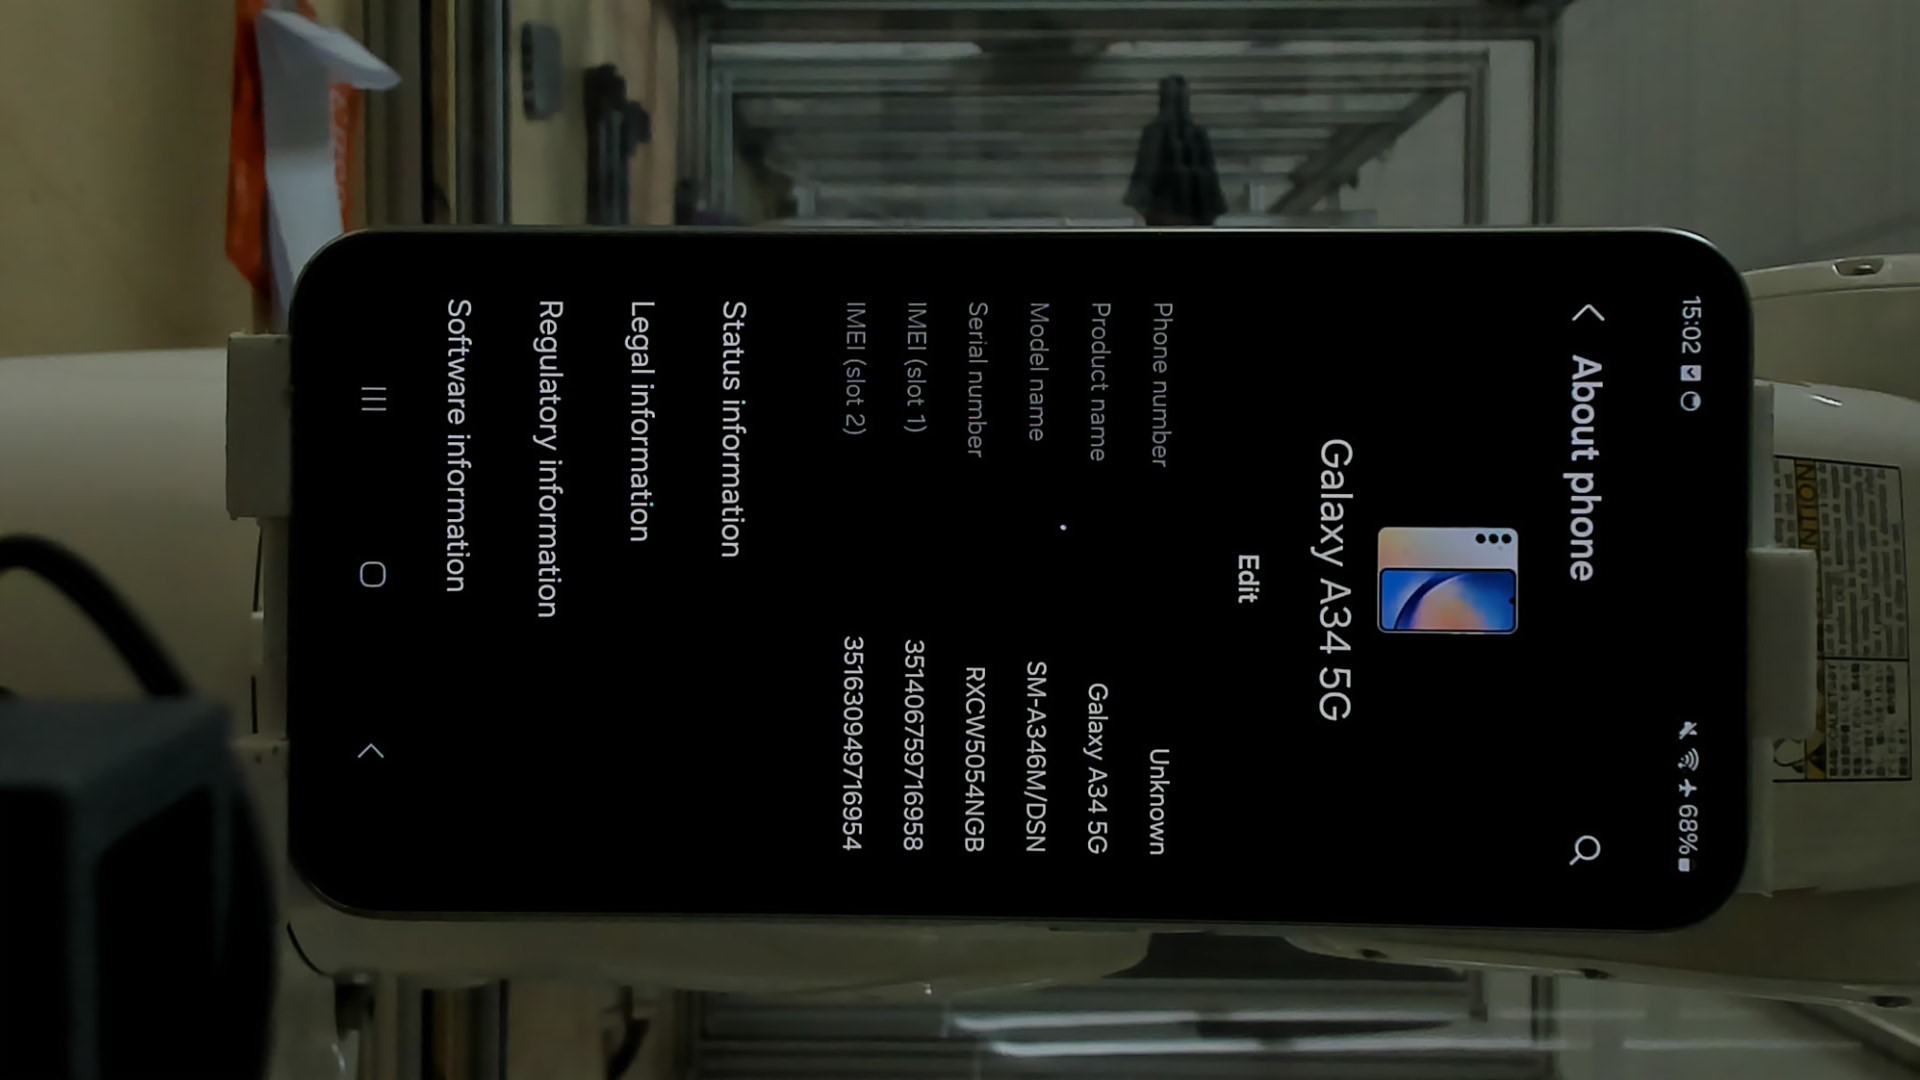 15:02 68%
About phone
Galaxy A34 5G
Edit
Phone number Unknown
Product name Galaxy A34 5G
Model name SM-A346M/DSN
Serial number RXCW5054NGB
IMEI (slot 1) 351406759716958
IMEI (slot 2) 351630949716954
Status information
Legal information
Regulatory information
Software information